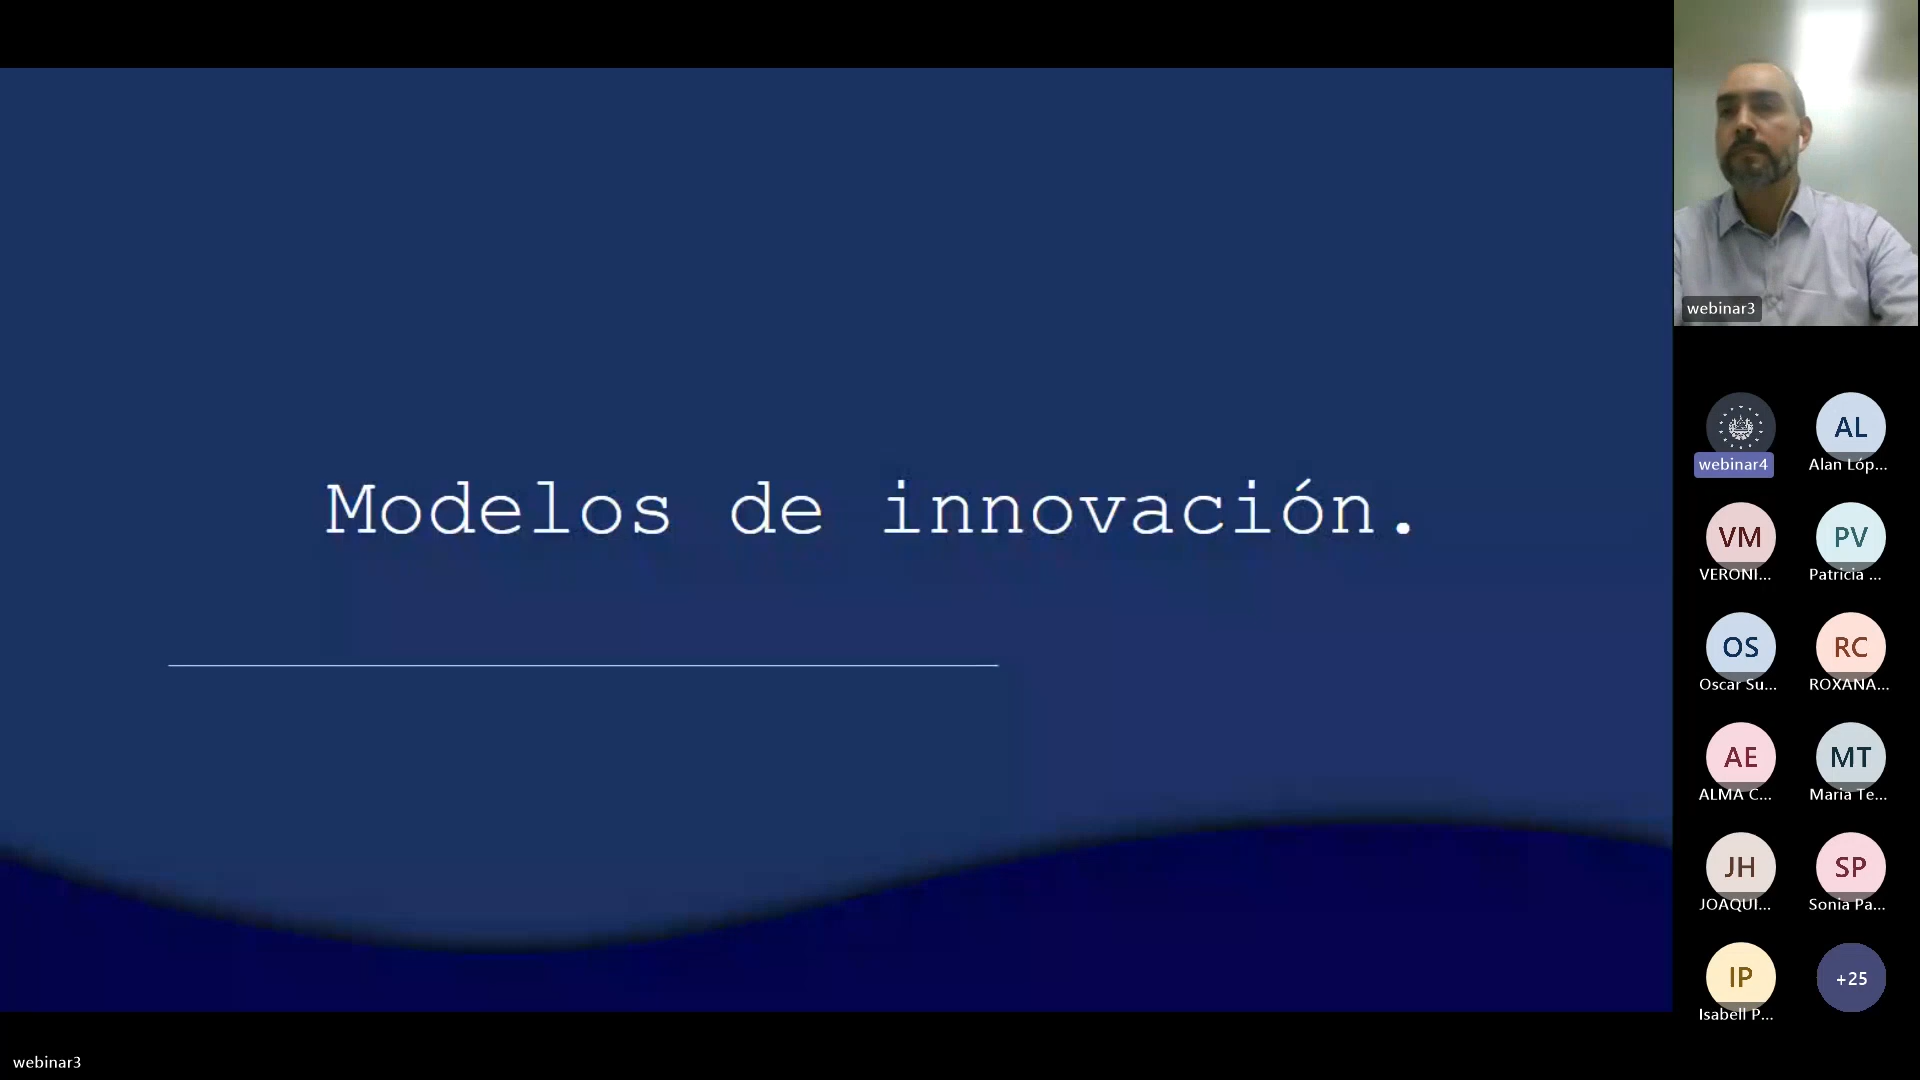 Modelos de innovación.
webinar3
webinar4
AL
Alan Lóp...
VM
VERONI...
PV
Patricia ...
OS
Oscar Su...
RC
ROXANA...
AE
ALMA C...
MT
Maria Te...
JH
JOAQUI...
SP
Sonia Pa...
IP
Isabell P...
+25
webinar3